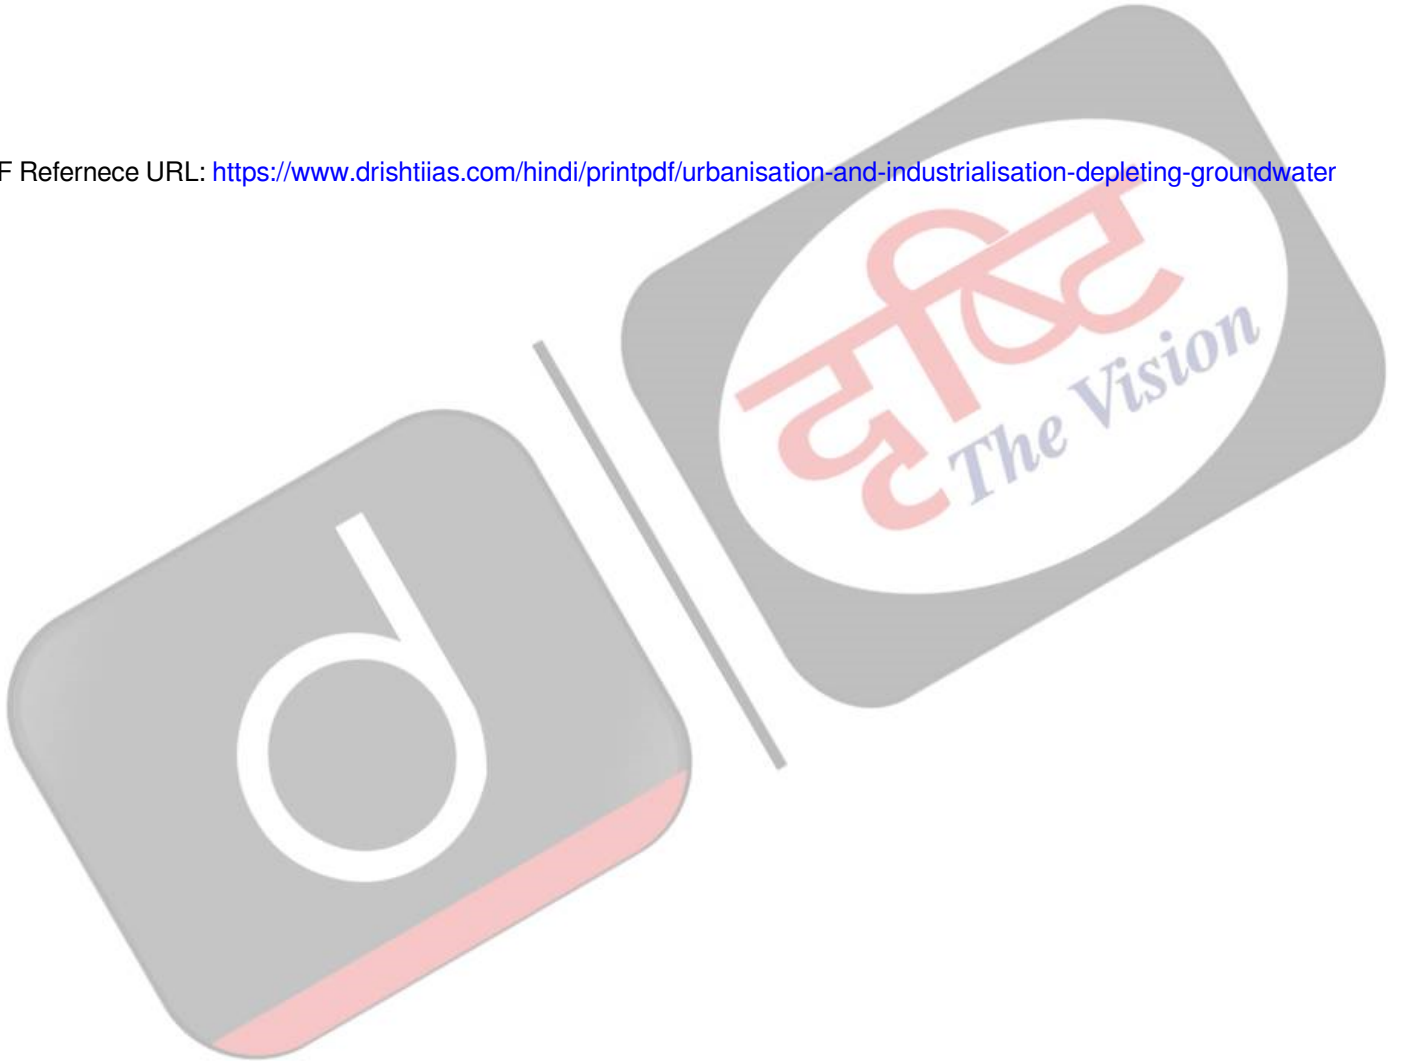 F Refernece URL: https://www.drishtiias.com/hindi/printpdf/urbanisation-and-industrialisation-depleting-groundwater
दृष्टि
The Vision
d